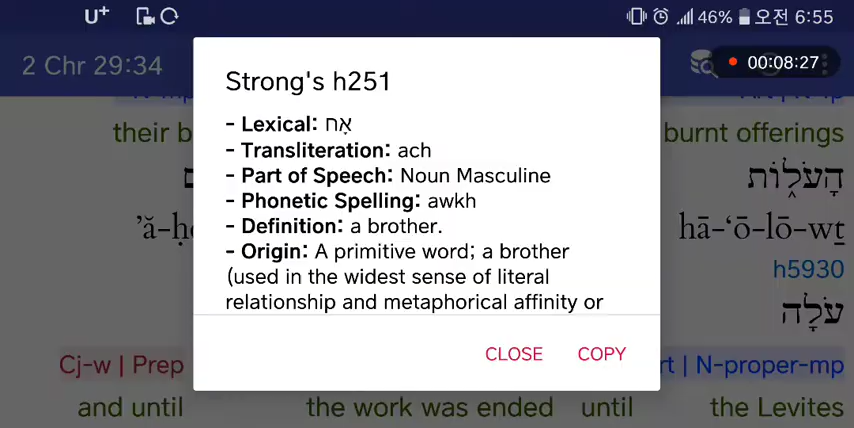 U+ 46% 오전 6:55
2 Chr 29:34
00:08:27
Strong's h251
- Lexical: אָח
- Transliteration: ach
- Part of Speech: Noun Masculine
- Phonetic Spelling: awkh
- Definition: a brother.
- Origin: A primitive word; a brother
(used in the widest sense of literal
relationship and metaphorical affinity or
CLOSE COPY
their b
burnt offerings
הָעֹל֖וֹת
’ă-ḥ
hā-‘ō-lō-wṯ
h5930
עֹלָה
Cj-w | Prep
rt | N-proper-mp
and until the work was ended until the Levites